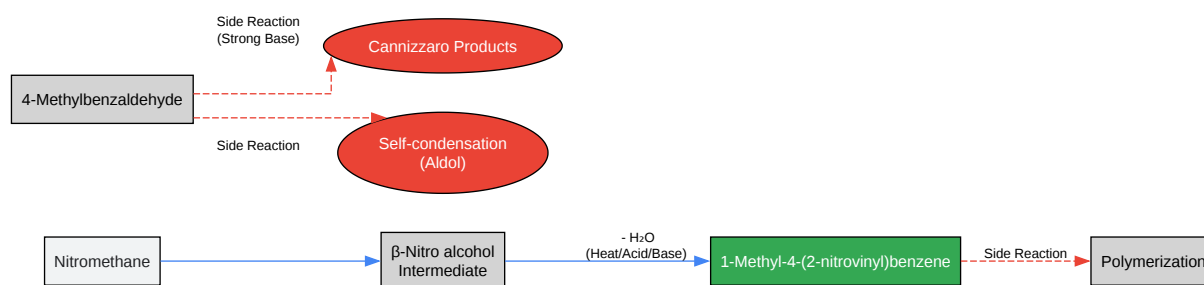 Side Reaction
(Strong Base)
Cannizzaro Products
4-Methylbenzaldehyde
Side Reaction
Self-condensation
(Aldol)
Nitromethane
β-Nitro alcohol
Intermediate
- H₂O
(Heat/Acid/Base)
1-Methyl-4-(2-nitrovinyl)benzene
Side Reaction
Polymerization